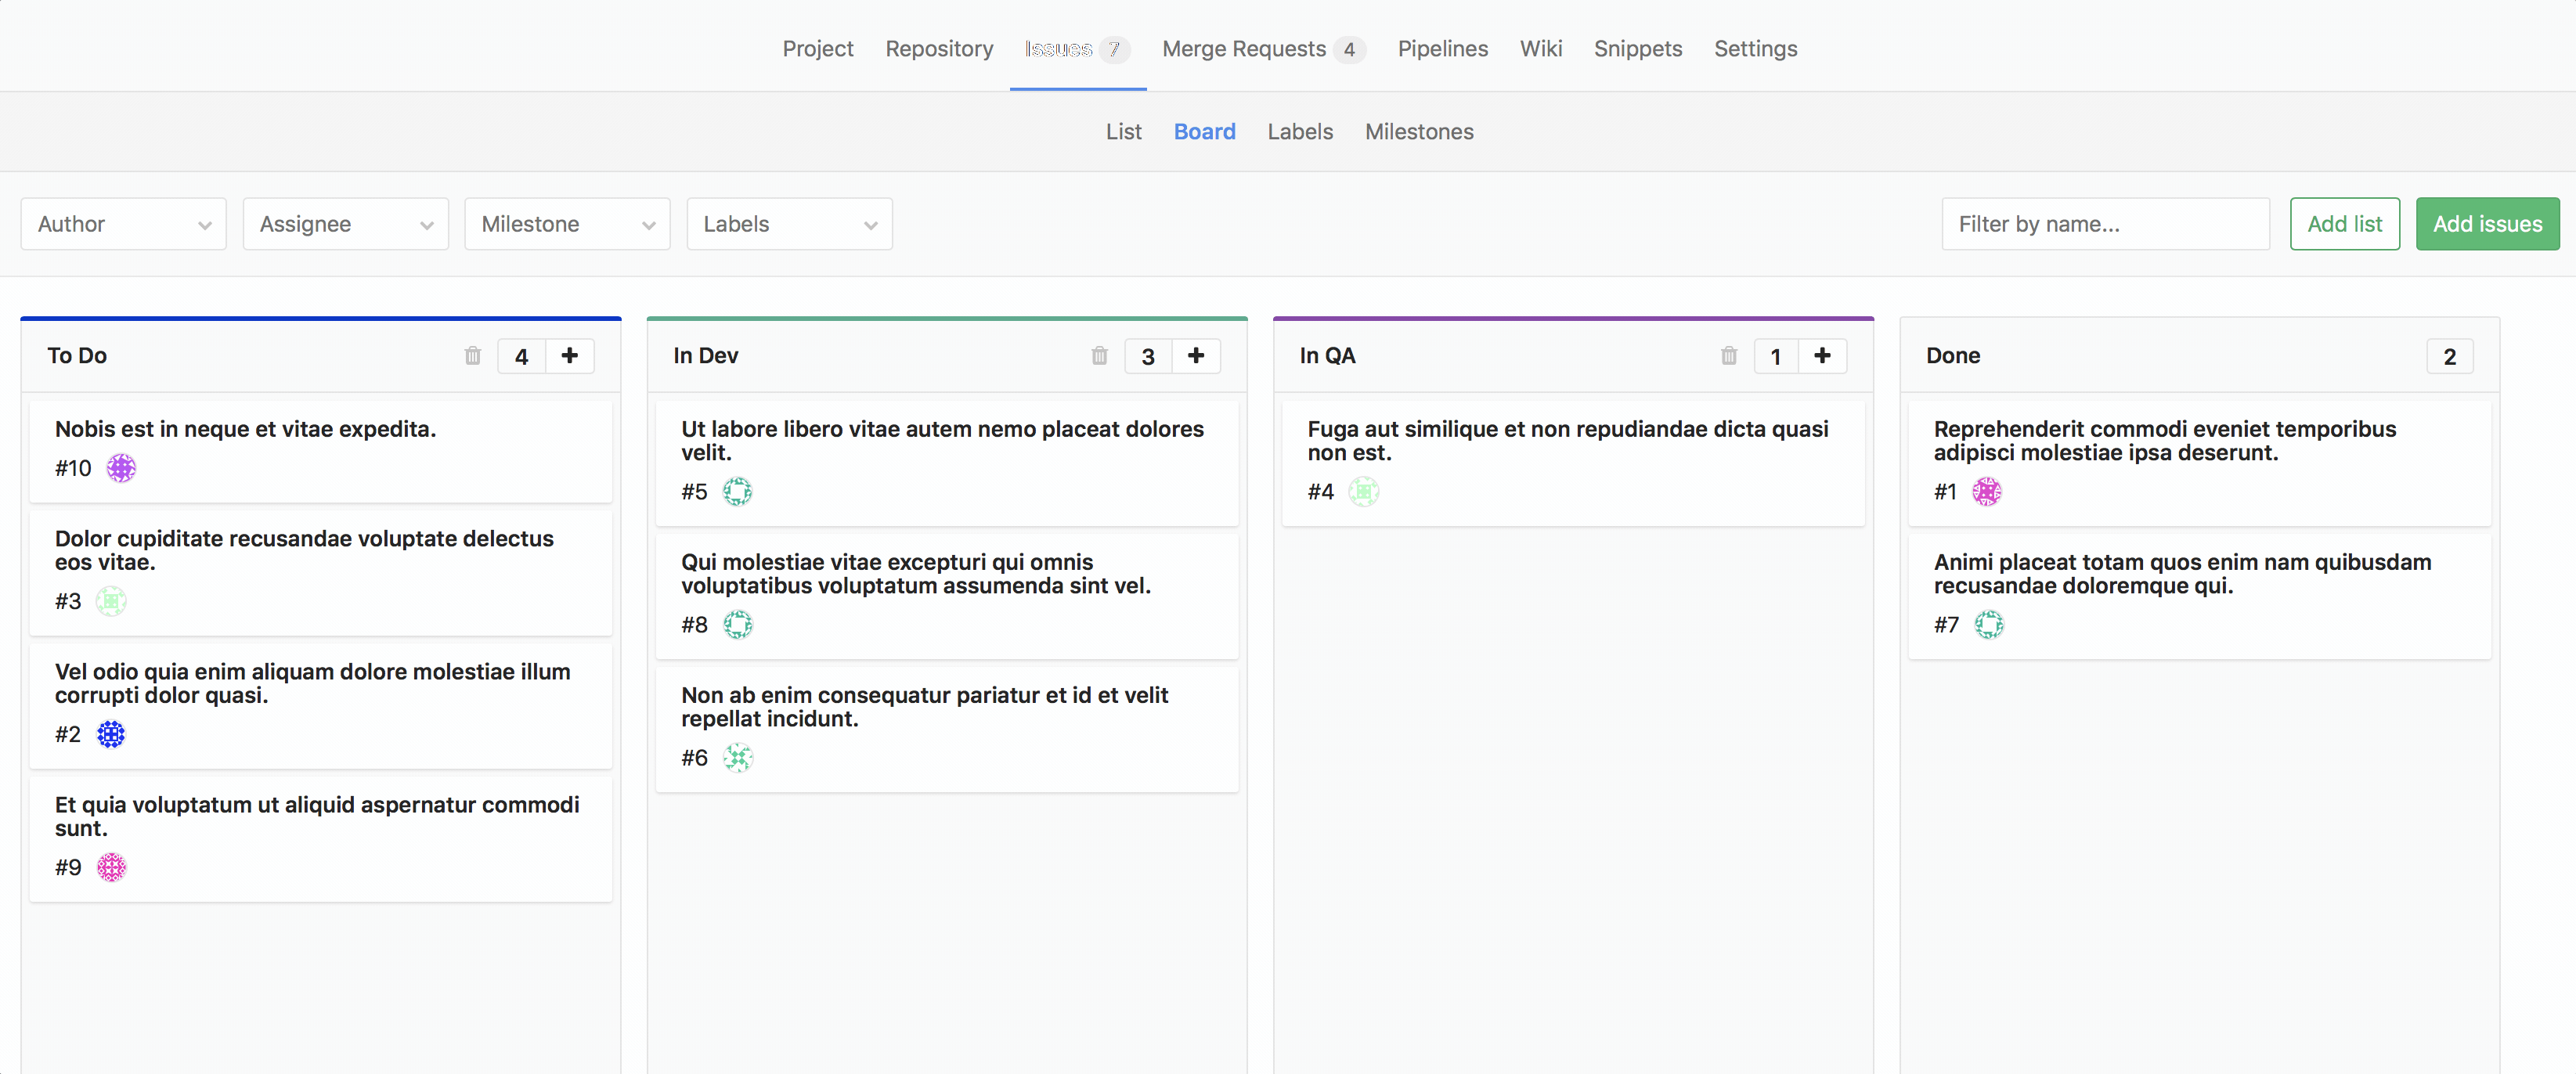 Project Repository Issues 7 Merge Requests 4 Pipelines Wiki Snippets Settings
List Board Labels Milestones
Author Assignee Milestone Labels Filter by name... Add list Add issues
To Do 4
Nobis est in neque et vitae expedita.
#10
Dolor cupiditate recusandae voluptate delectus
eos vitae.
#3
Vel odio quia enim aliquam dolore molestiae illum
corrupti dolor quasi.
#2
Et quia voluptatum ut aliquid aspernatur commodi
sunt.
#9
In Dev 3
Ut labore libero vitae autem nemo placeat dolores
velit.
#5
Qui molestiae vitae excepturi qui omnis
voluptatibus voluptatum assumenda sint vel.
#8
Non ab enim consequatur pariatur et id et velit
repellat incidunt.
#6
In QA 1
Fuga aut similique et non repudiandae dicta quasi
non est.
#4
Done 2
Reprehenderit commodi eveniet temporibus
adipisci molestiae ipsa deserunt.
#1
Animi placeat totam quos enim nam quibusdam
recusandae doloremque qui.
#7